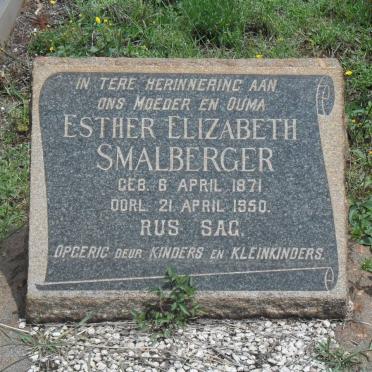 IN TERE HERINNERING AAN
ONS MOEDER EN OUMA
ESTHER ELIZABETH
SMALBERGER
GEB. 6 APRIL 1871
OORL. 21 APRIL 1950.
RUS SAG.
OPGERIG DEUR KINDERS EN KLEINKINDERS.